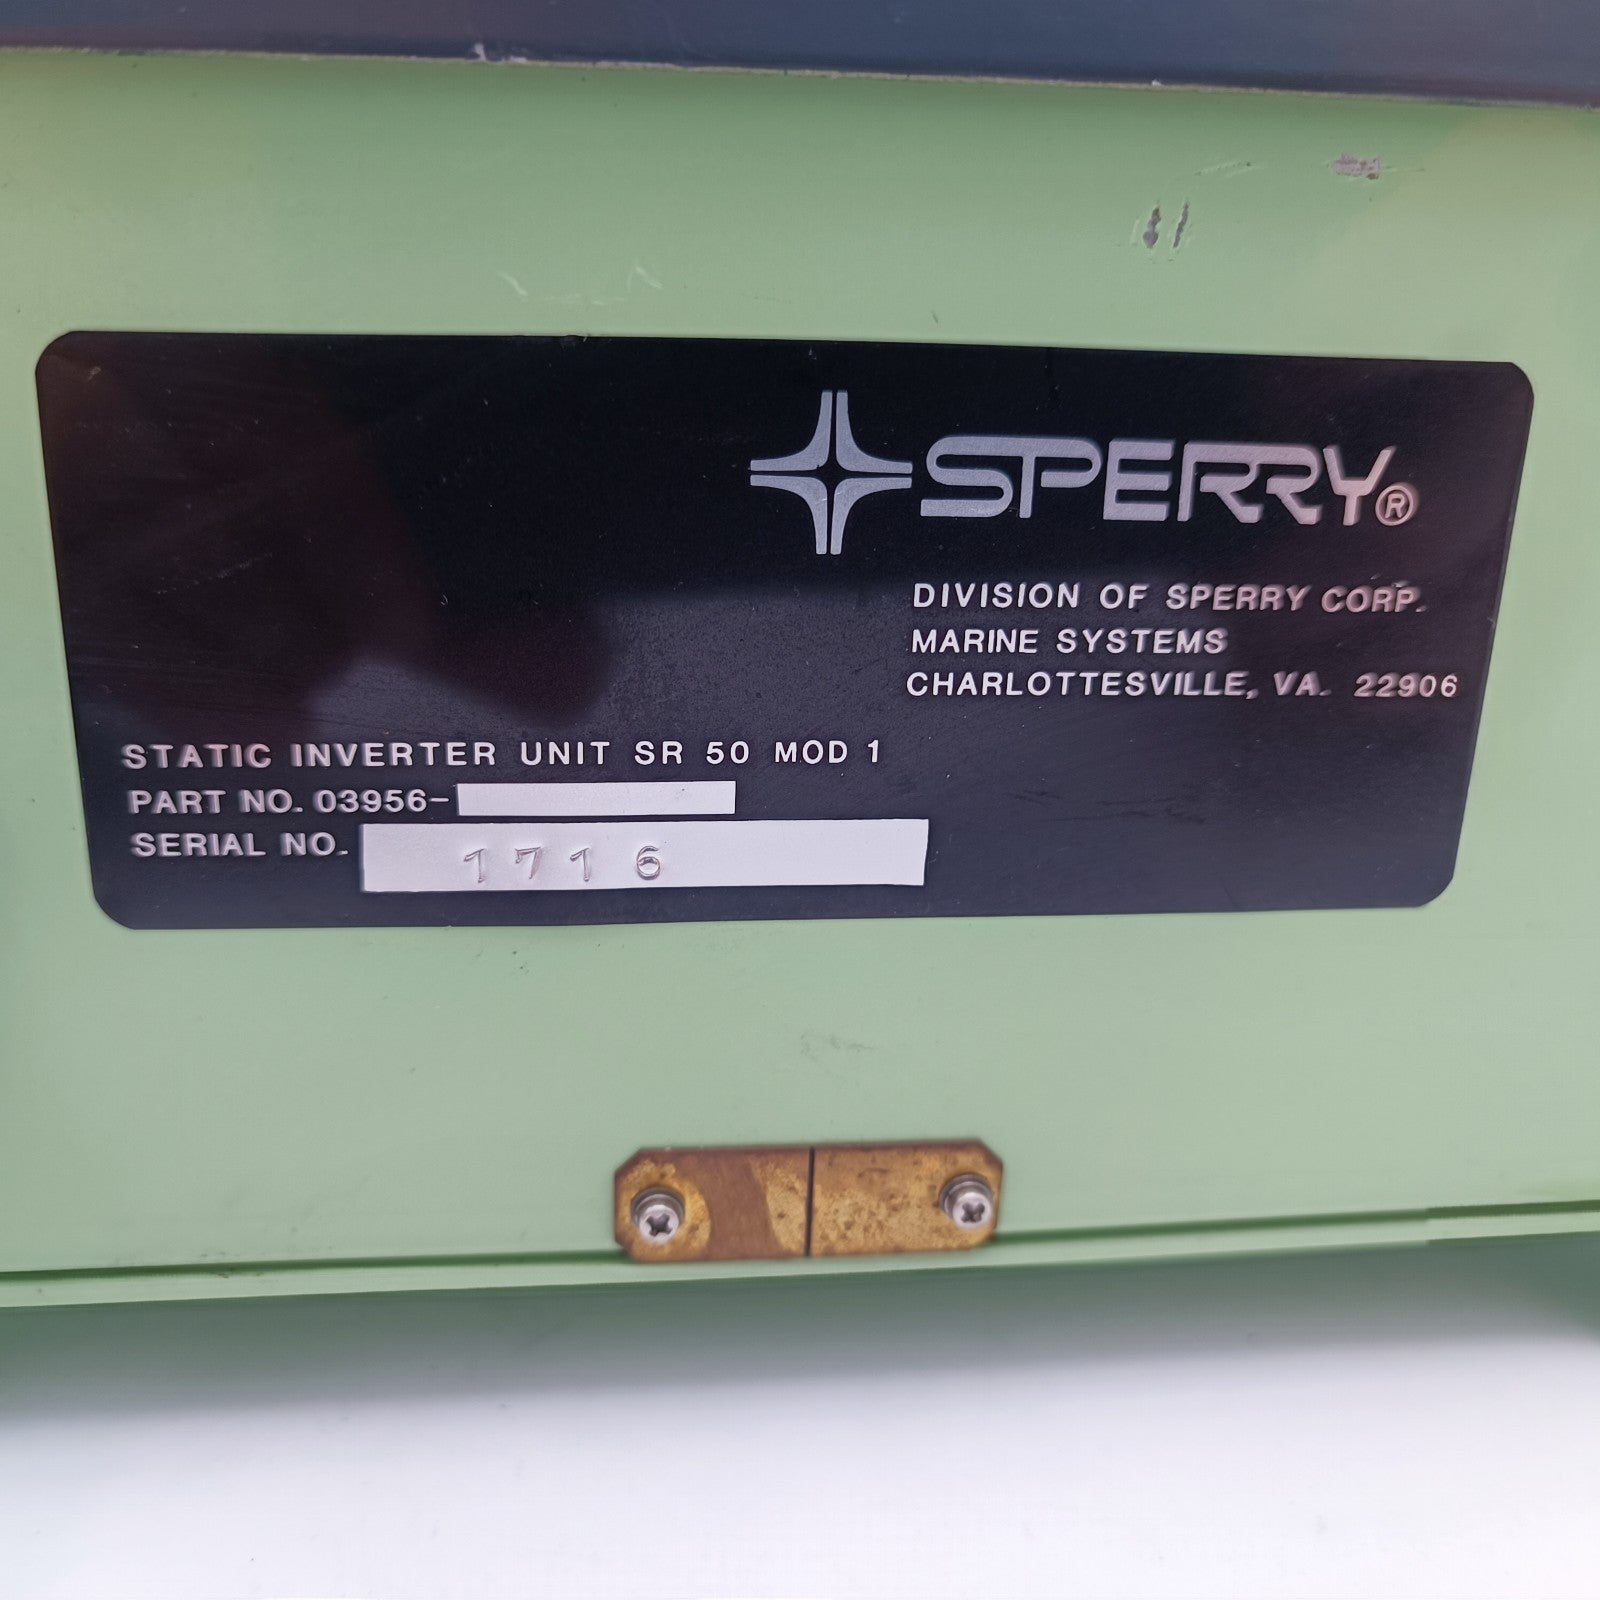 SPERRY®
DIVISION OF SPERRY CORP.
MARINE SYSTEMS
CHARLOTTESVILLE, VA. 22906
STATIC INVERTER UNIT SR 50 MOD 1
PART NO. 03956-
SERIAL NO. 1716